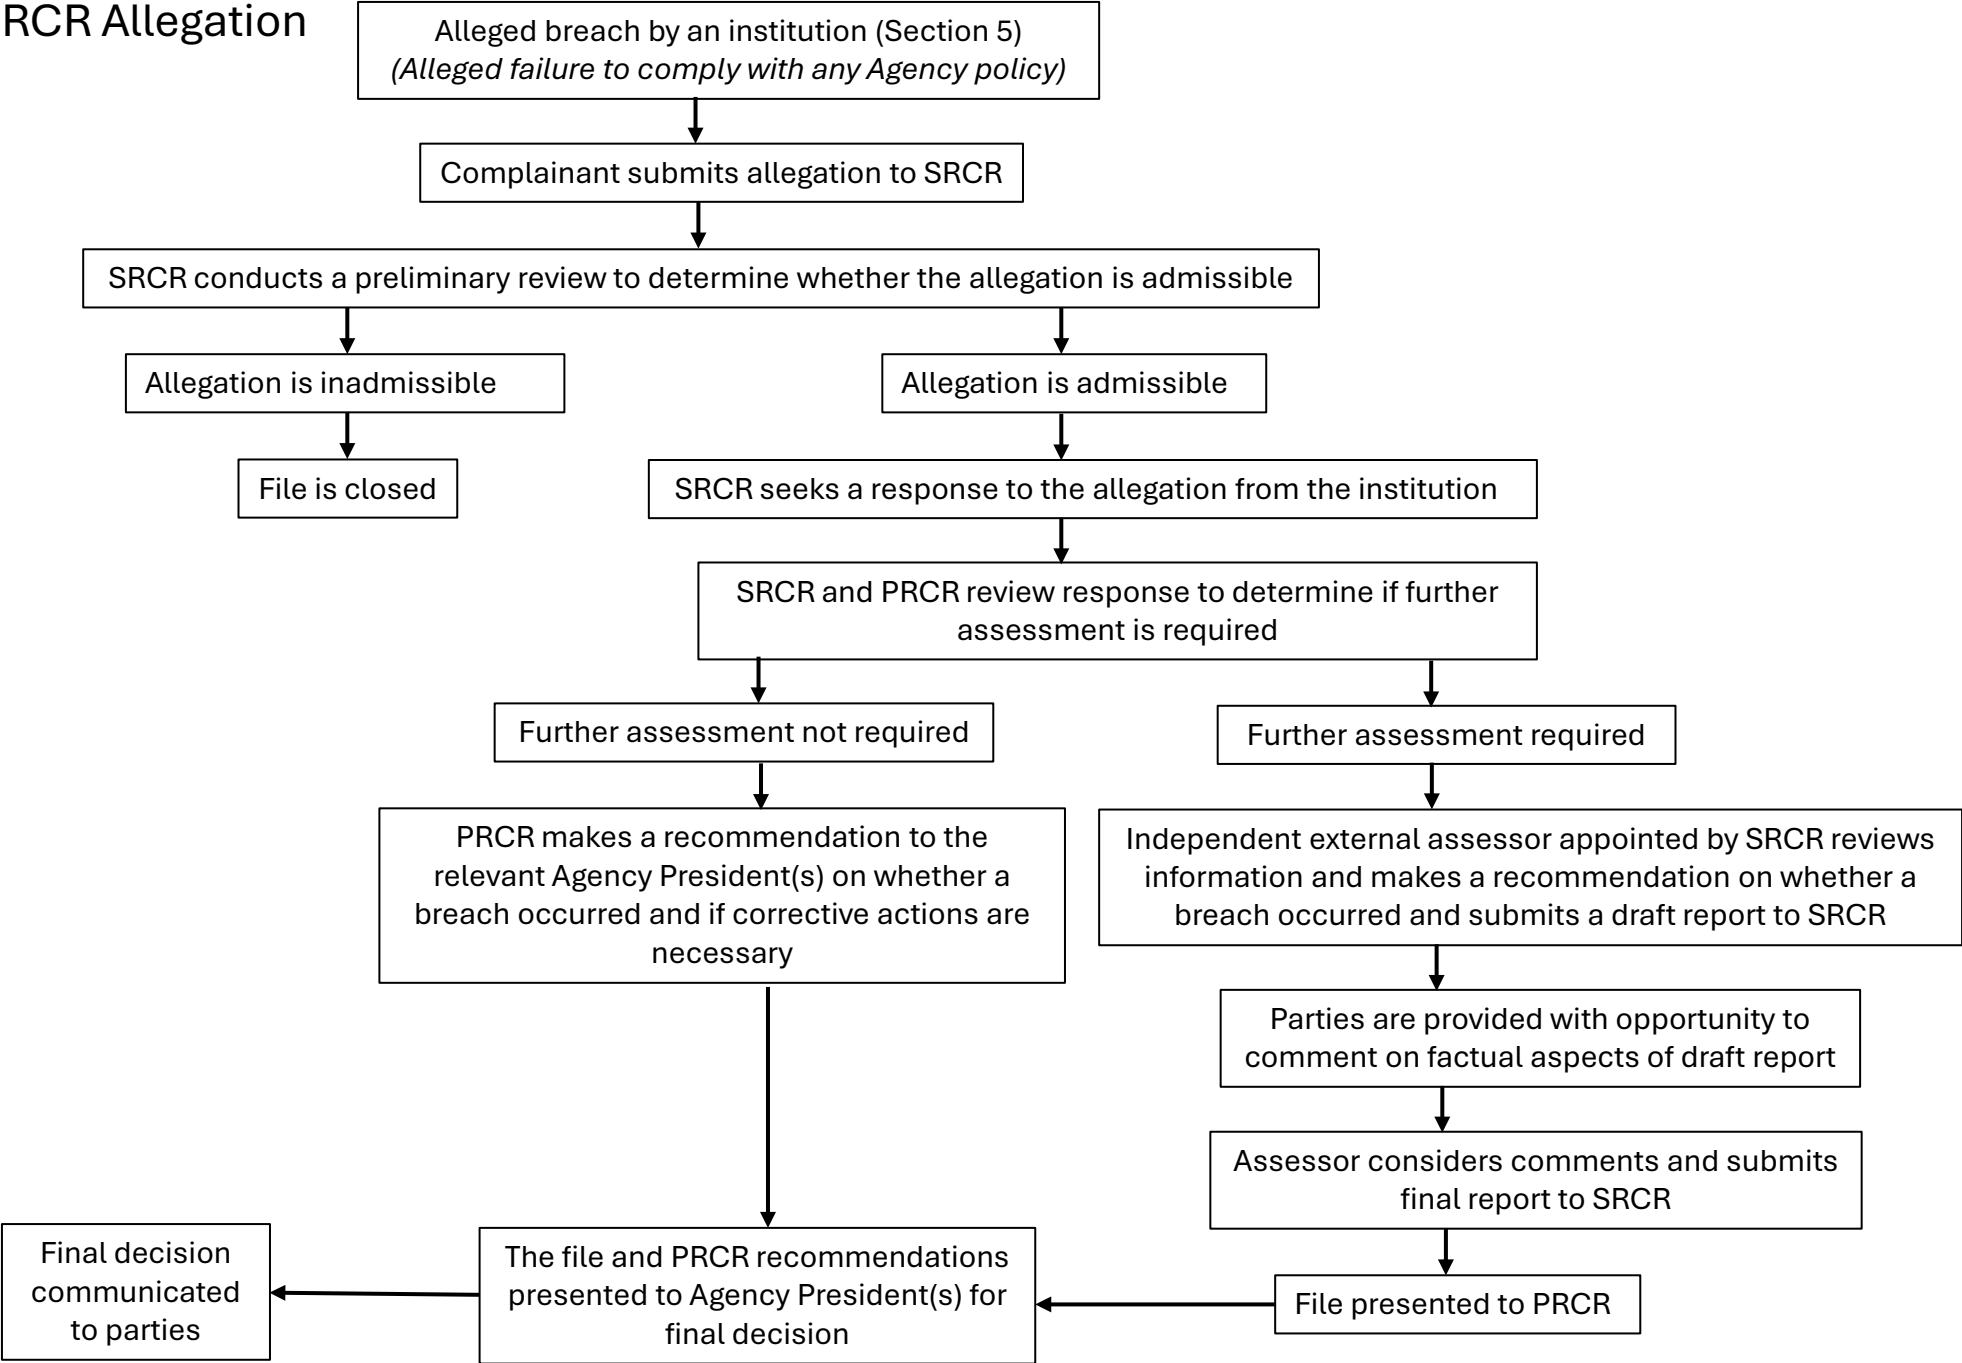 RCR Allegation
Alleged breach by an institution (Section 5)
(Alleged failure to comply with any Agency policy)
Complainant submits allegation to SRCR
SRCR conducts a preliminary review to determine whether the allegation is admissible
Allegation is inadmissible
Allegation is admissible
File is closed
SRCR seeks a response to the allegation from the institution
SRCR and PRCR review response to determine if further
assessment is required
Further assessment not required
Further assessment required
PRCR makes a recommendation to the
relevant Agency President(s) on whether a
breach occurred and if corrective actions are
necessary
Independent external assessor appointed by SRCR reviews
information and makes a recommendation on whether a
breach occurred and submits a draft report to SRCR
Parties are provided with opportunity to
comment on factual aspects of draft report
Assessor considers comments and submits
final report to SRCR
Final decision
communicated
to parties
The file and PRCR recommendations
presented to Agency President(s) for
final decision
File presented to PRCR